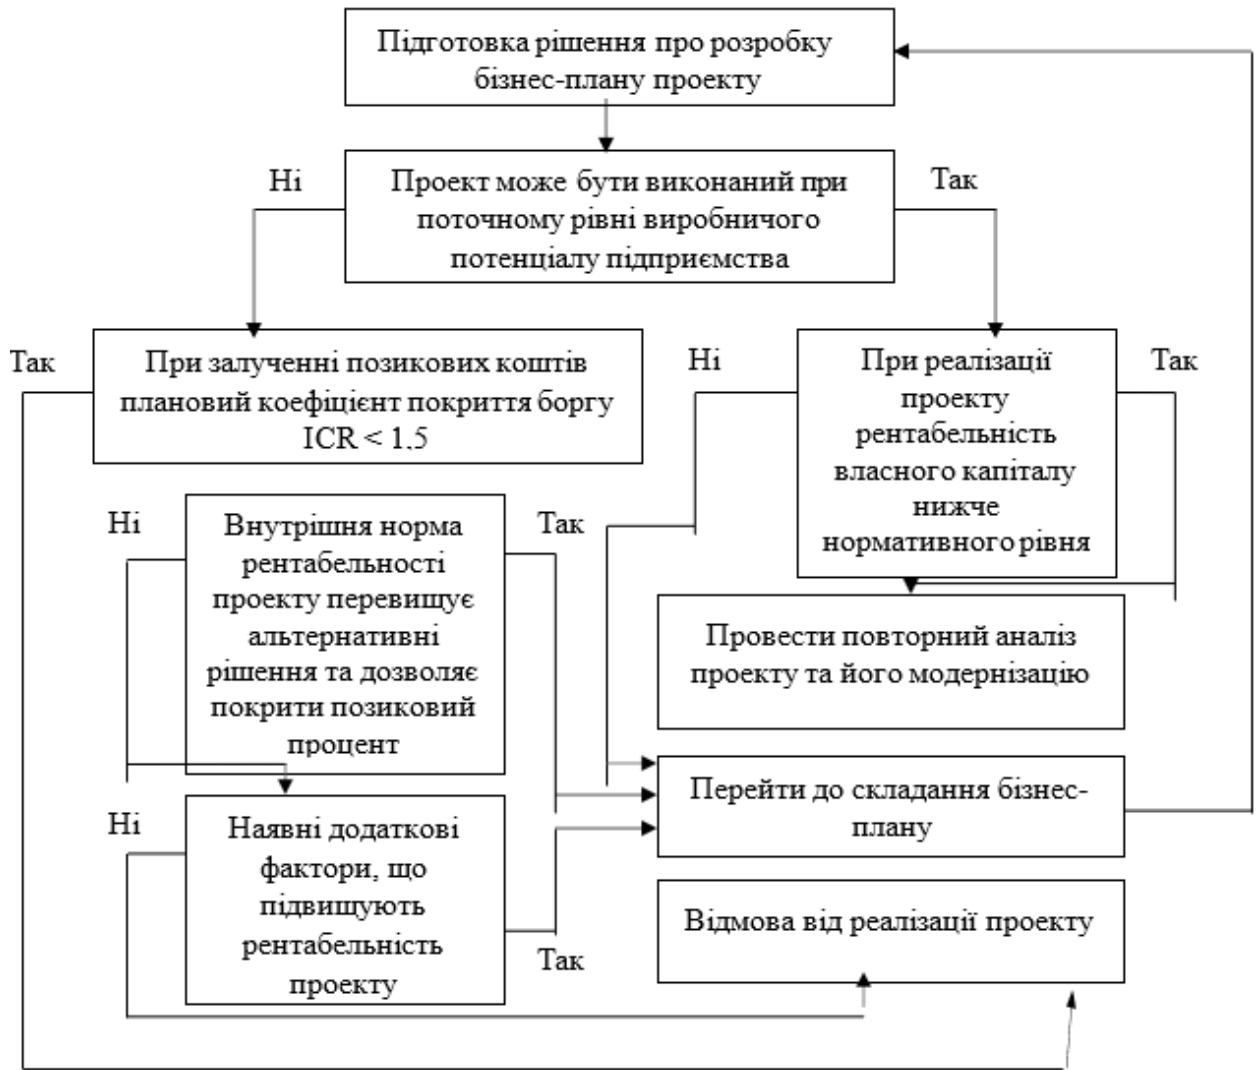 Підготовка рішення про розробку
бізнес-плану проекту
Ні
Проект може бути виконаний при
поточному рівні виробничого
потенціалу підприємства
Так
Так
При залученні позикових коштів
плановий коефіцієнт покриття боргу
ICR < 1,5
Ні
При реалізації
проекту
рентабельність
власного капіталу
нижче
нормативного рівня
Так
Ні
Внутрішня норма
рентабельності
проекту перевищує
альтернативні
рішення та дозволяє
покрити позиковий
процент
Так
Провести повторний аналіз
проекту та його модернізацію
Перейти до складання бізнес-
плану
Ні
Наявні додаткові
фактори, що
підвищують
рентабельність
проекту
Так
Відмова від реалізації проекту